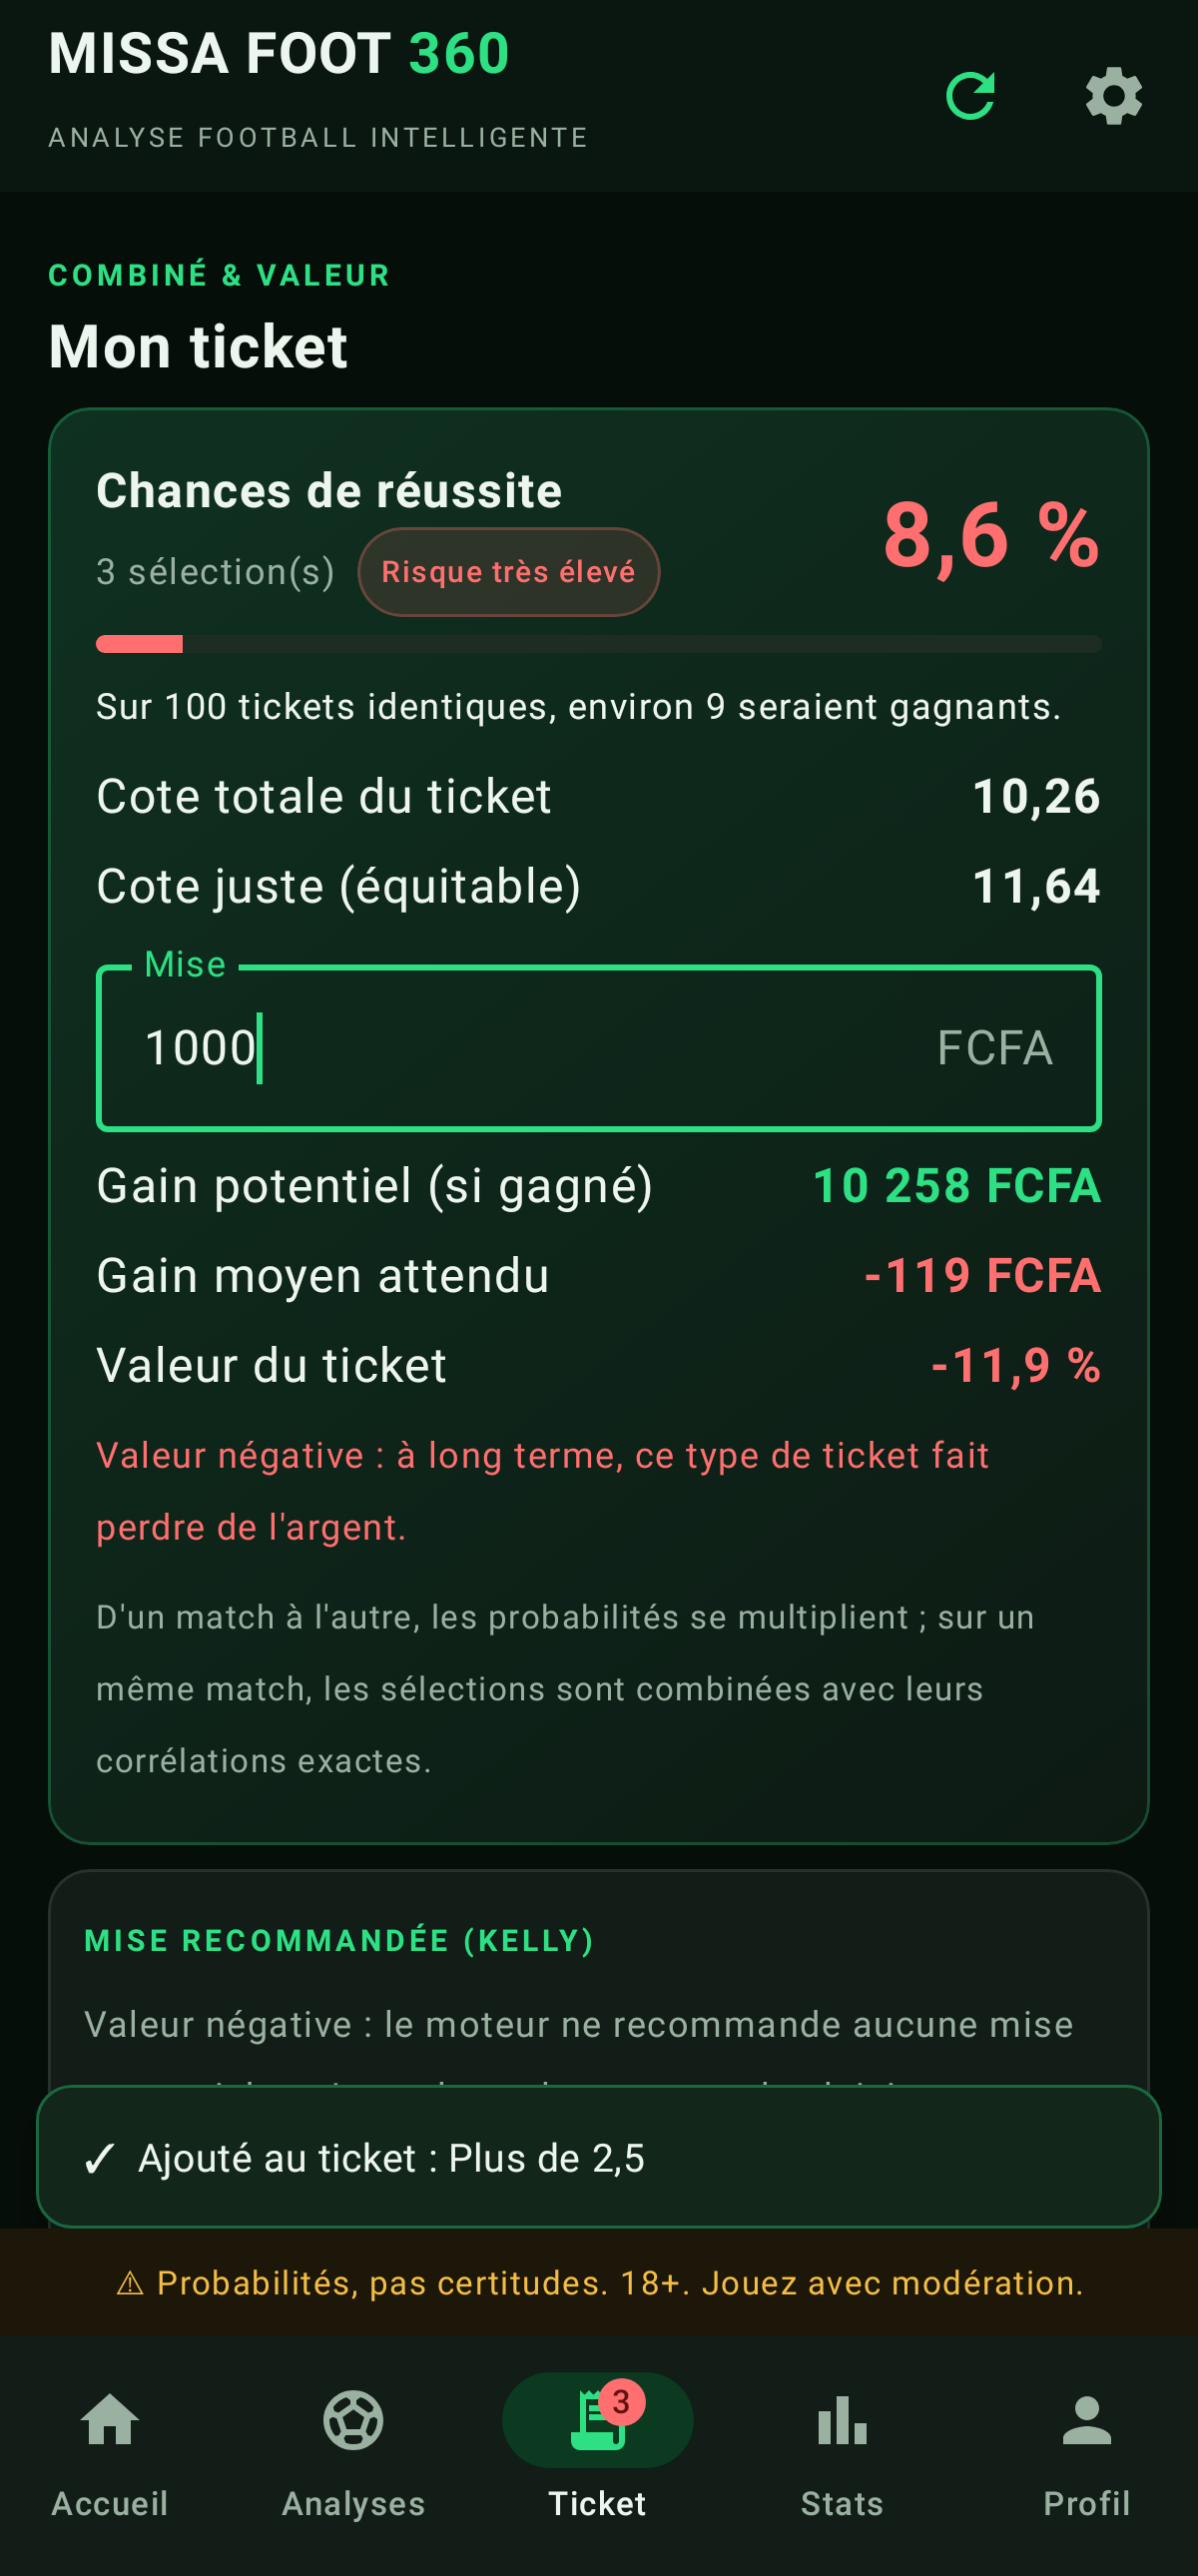 MISSA FOOT 360
ANALYSE FOOTBALL INTELLIGENTE
COMBINÉ & VALEUR
Mon ticket
Chances de réussite
8,6 %
3 sélection(s)
Risque très élevé
Sur 100 tickets identiques, environ 9 seraient gagnants.
Cote totale du ticket 10,26
Cote juste (équitable) 11,64
Mise
1000 FCFA
Gain potentiel (si gagné) 10 258 FCFA
Gain moyen attendu -119 FCFA
Valeur du ticket -11,9 %
Valeur négative : à long terme, ce type de ticket fait
perdre de l'argent.
D'un match à l'autre, les probabilités se multiplient ; sur un
même match, les sélections sont combinées avec leurs
corrélations exactes.
MISE RECOMMANDÉE (KELLY)
Valeur négative : le moteur ne recommande aucune mise
✓ Ajouté au ticket : Plus de 2,5
⚠ Probabilités, pas certitudes. 18+. Jouez avec modération.
3
Accueil Analyses Ticket Stats Profil